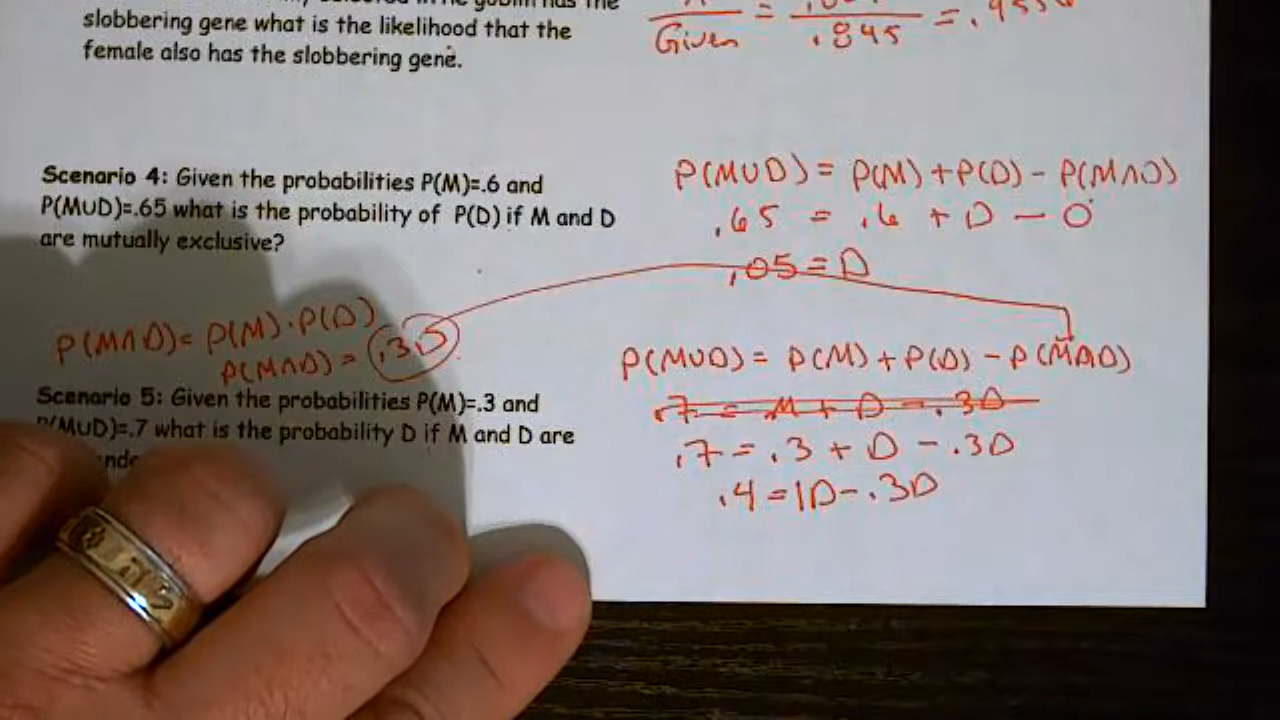 slobbering gene what is the likelihood that the
female also has the slobbering gene.
Given .845
Scenario 4: Given the probabilities P(M)=.6 and
P(M∪D)=.65 what is the probability of P(D) if M and D
are mutually exclusive?
P(M∪D) = P(M) + P(D) - P(M∩D)
.65 = .6 + D - 0
.05 = D
P(M∩D) = P(M) · P(D)
P(M∩D) = .3D
Scenario 5: Given the probabilities P(M)=.3 and
P(M∪D)=.7 what is the probability D if M and D are
P(M∪D) = P(M) + P(D) - P(M∩D)
.7 = M + D - .3D
.7 = .3 + D - .3D
.4 = 1D - .3D